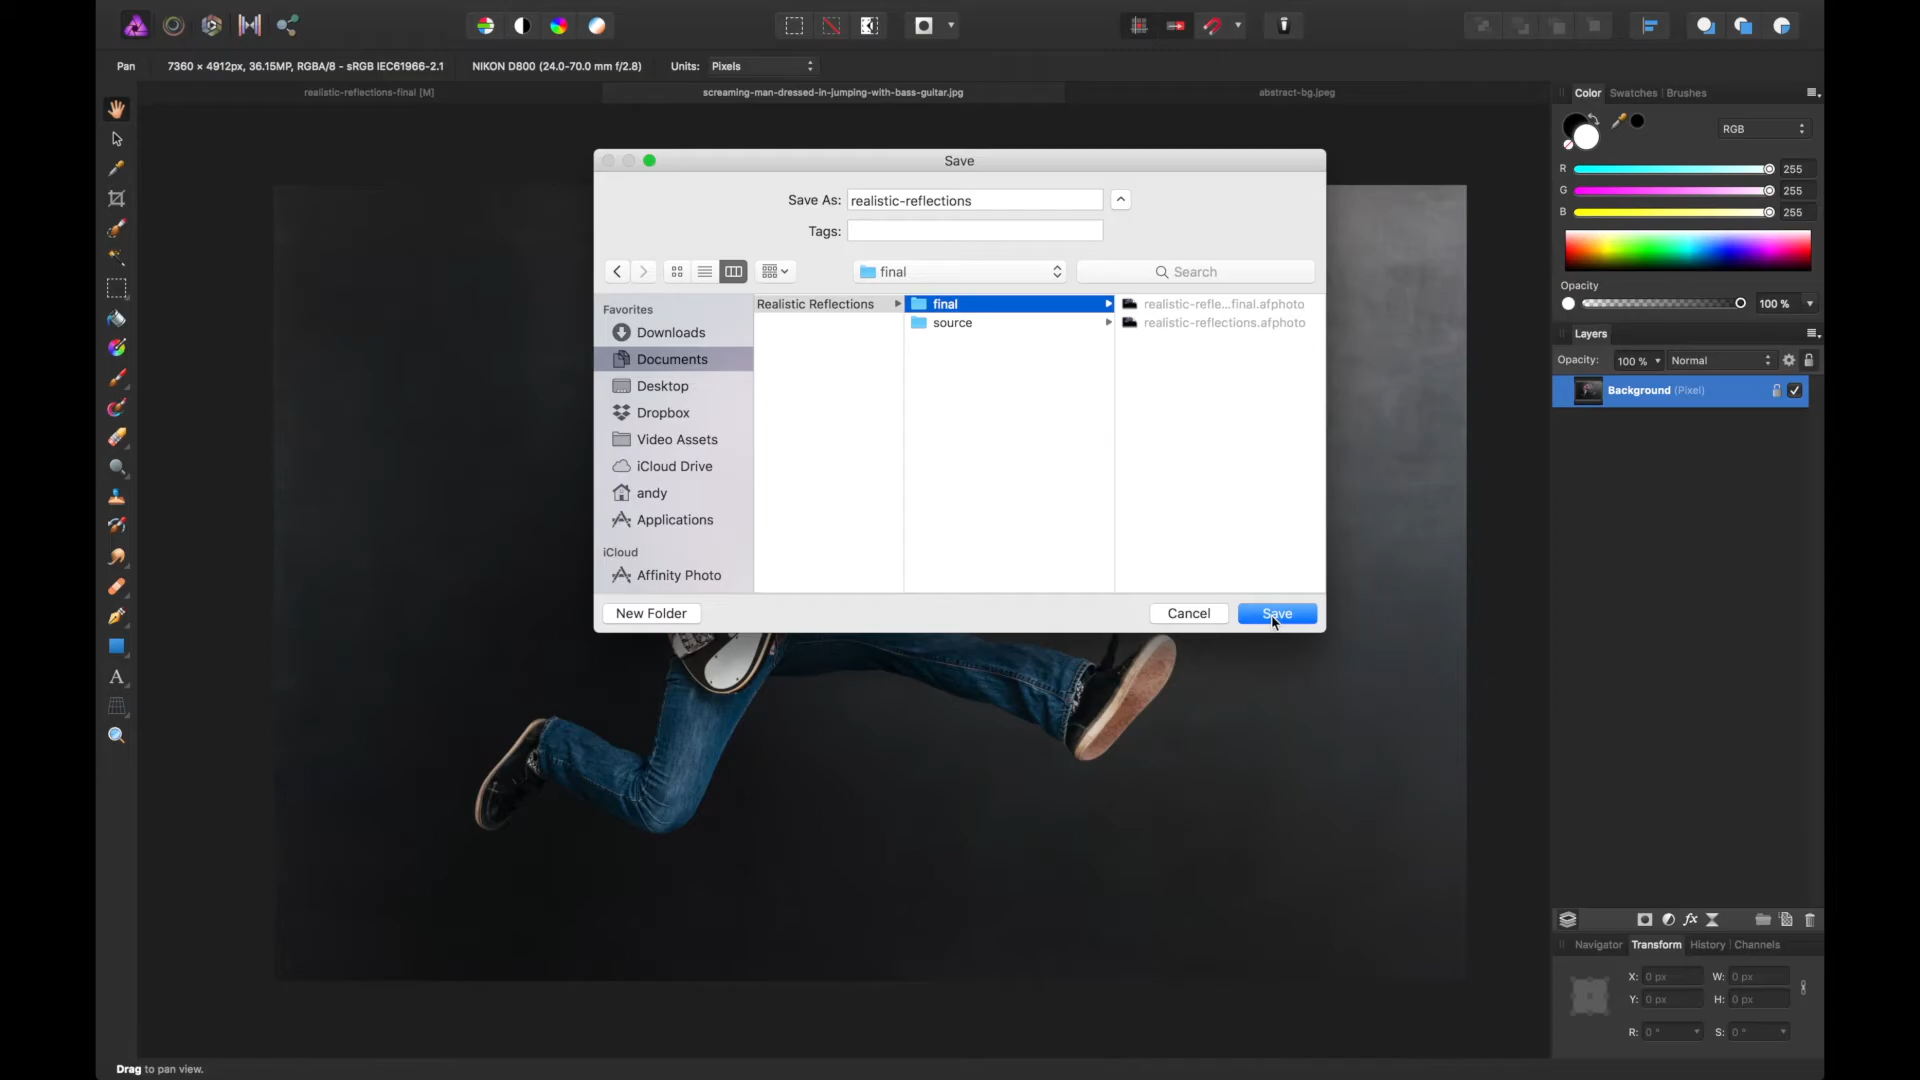 Pan
7360 × 4912px, 36.15MP, RGBA/8 - sRGB IEC61966-2.1
NIKON D800 (24.0-70.0 mm f/2.8)
Units:
Pixels
realistic-reflections-final [M]
screaming-man-dressed-in-jumping-with-bass-guitar.jpg
abstract-bg.jpeg
Color
Swatches
Brushes
RGB
R
255
G
255
B
255
Opacity
100 %
Layers
Opacity:
100 %
Normal
Background (Pixel)
Save
Save As:
realistic-reflections
Tags:
final
Search
Favorites
Downloads
Documents
Desktop
Dropbox
Video Assets
iCloud Drive
andy
Applications
iCloud
Affinity Photo
Realistic Reflections
final
source
realistic-refle...final.afphoto
realistic-reflections.afphoto
New Folder
Cancel
Save
A
fx
Navigator
Transform
History
Channels
X:
0 px
W:
0 px
Y:
0 px
H:
0 px
R:
0 °
S:
0 °
Drag to pan view.